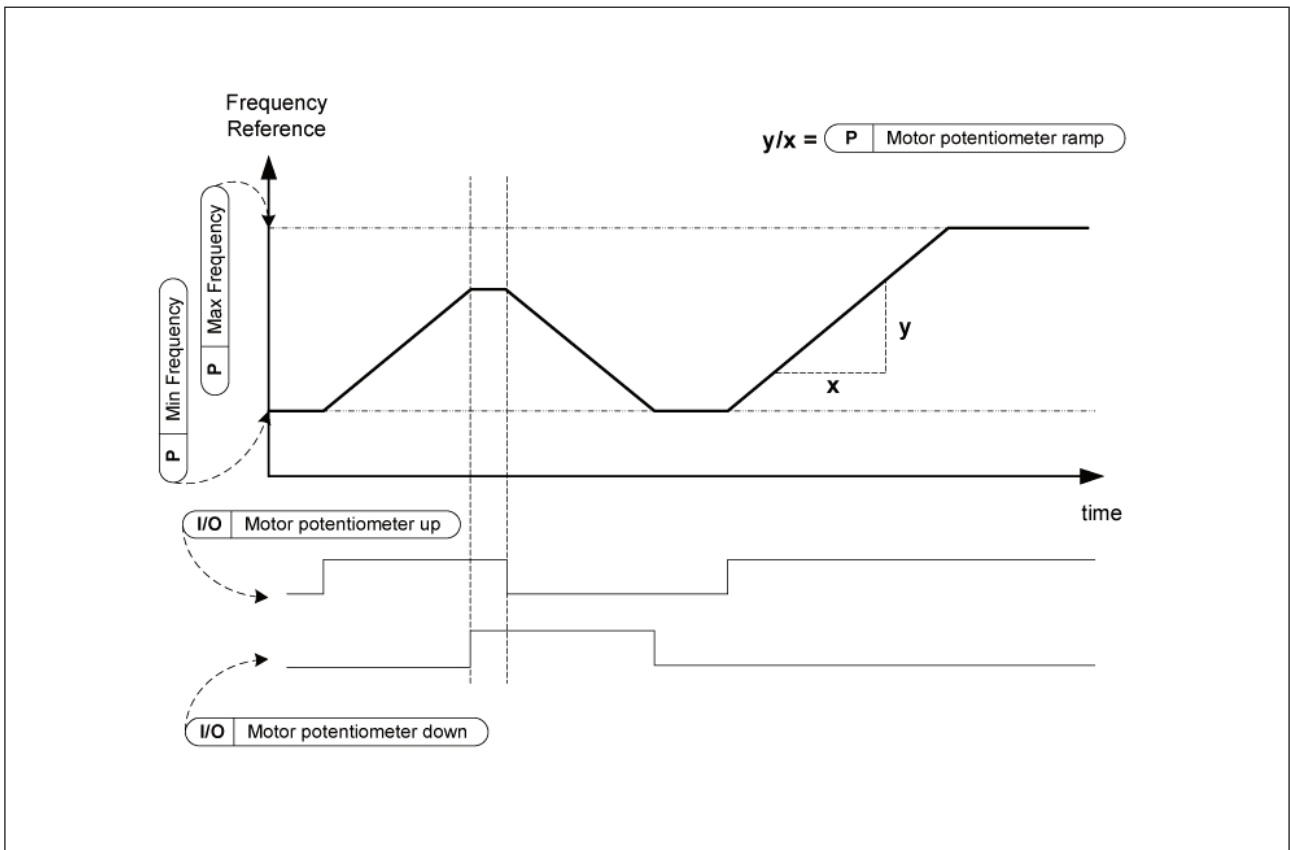 Frequency
Reference
y/x = P Motor potentiometer ramp
P Max Frequency
P Min Frequency
y
x
time
I/O Motor potentiometer up
I/O Motor potentiometer down